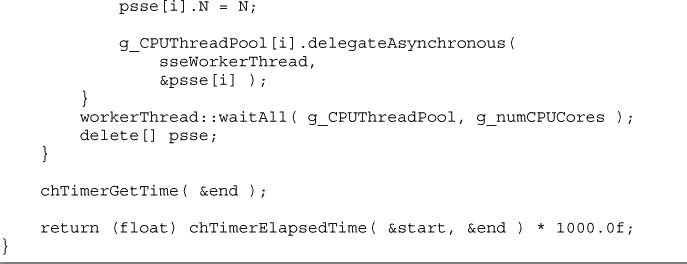 psse[i].N = N;
g_CPUThreadPool[i].delegateAsynchronous(
sseWorkerThread,
&psse[i] );
}
workerThread::waitAll( g_CPUThreadPool, g_numCPUCores );
delete[] psse;
}
chTimerGetTime( &end );
return (float) chTimerElapsedTime( &start, &end ) * 1000.0f;
}